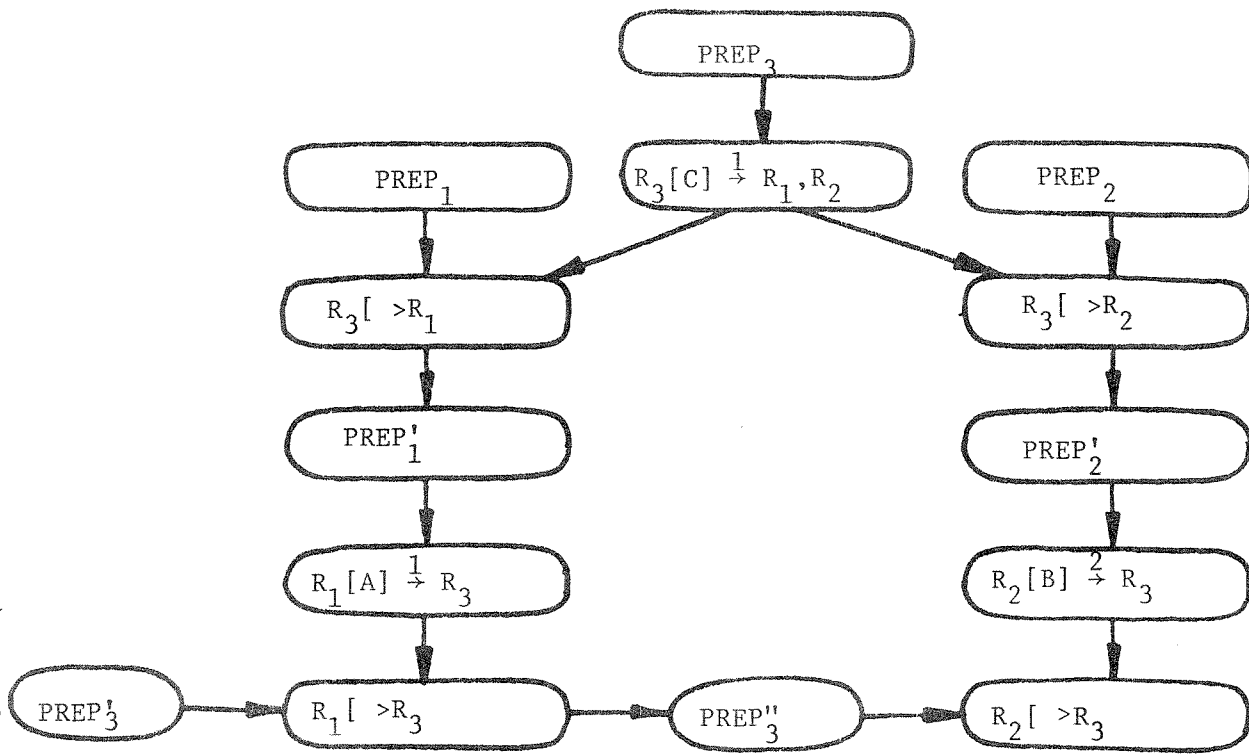 PREP₃
PREP₁
R₃[C] →¹ R₁,R₂
PREP₂
R₃[ >R₁
R₃[ >R₂
PREP'₁
PREP'₂
R₁[A] →¹ R₃
R₂[B] →² R₃
PREP'₃
R₁[ >R₃
PREP"₃
R₂[ >R₃